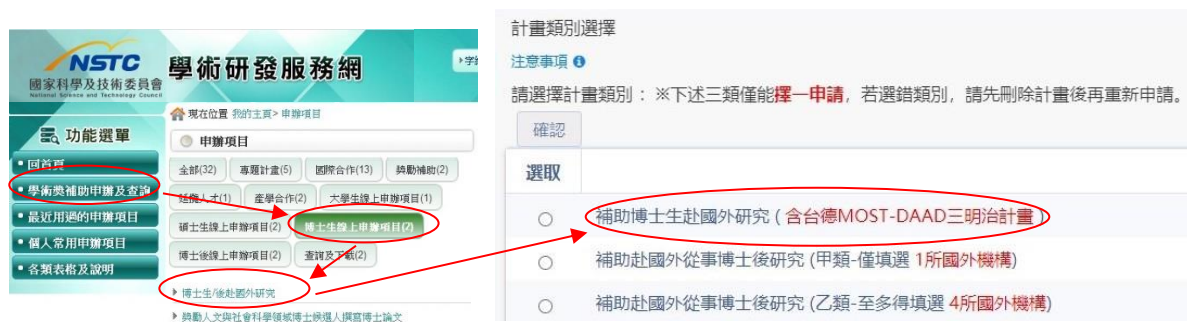 NSTC
國家科學及技術委員會
National Science and Technology Council
學術研發服務網
現在位置 我的主頁> 申辦項目
功能選單
回首頁
學術獎補助申辦及查詢
最近用過的申辦項目
個人常用申辦項目
各類表格及說明
申辦項目
全部(32) 專題計畫(5) 國際合作(13) 獎勵補助(2)
延攬人才(1) 產學合作(2) 大學生線上申辦項目(1)
碩士生線上申辦項目(2) 博士生線上申辦項目(2)
博士後線上申辦項目(2) 查詢及下載(2)
博士生/後赴國外研究
獎勵人文與社會科學領域博士候選人撰寫博士論文
計畫類別選擇
注意事項
請選擇計畫類別：※下述三類僅能擇一申請，若選錯類別，請先刪除計畫後再重新申請。
確認
選取
補助博士生赴國外研究 ( 含台德MOST-DAAD三明治計畫 )
補助赴國外從事博士後研究 (甲類-僅填選 1所國外機構)
補助赴國外從事博士後研究 (乙類-至多得填選 4所國外機構)